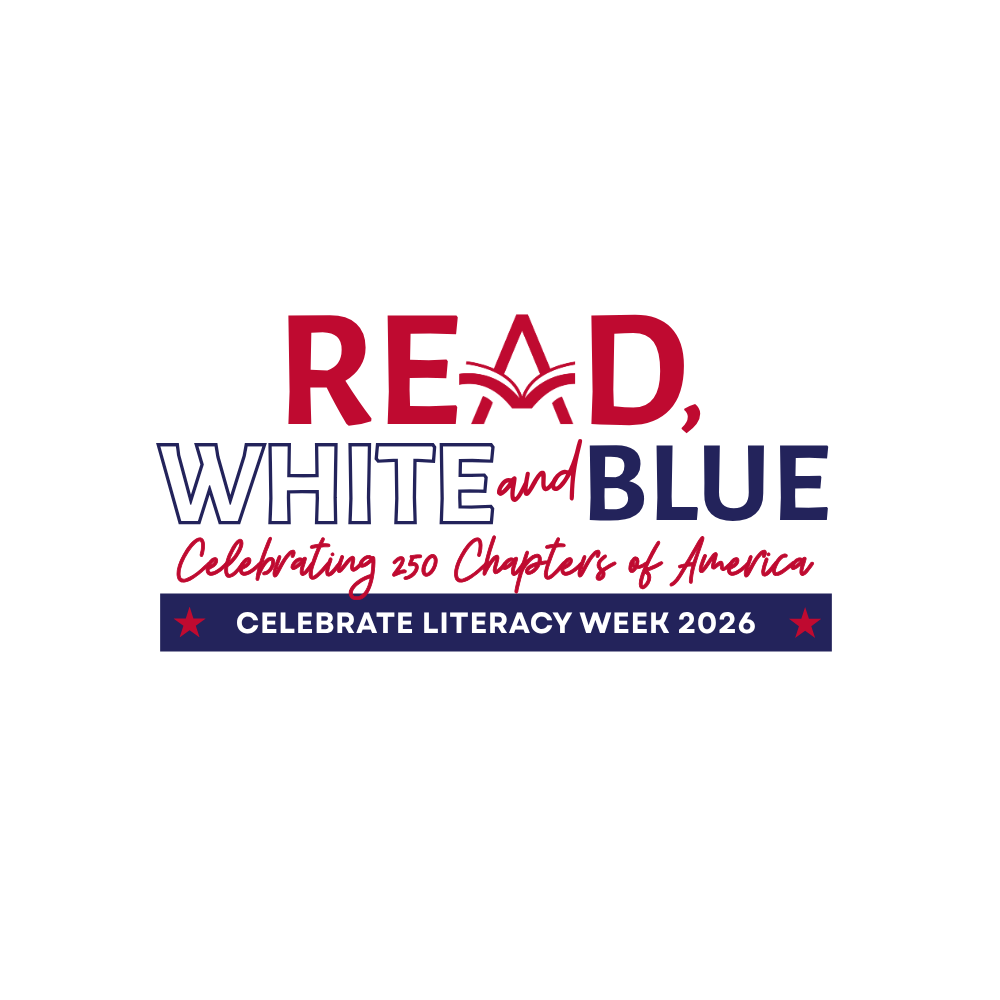 READ,
WHITE and BLUE
Celebrating 250 Chapters of America
CELEBRATE LITERACY WEEK 2026